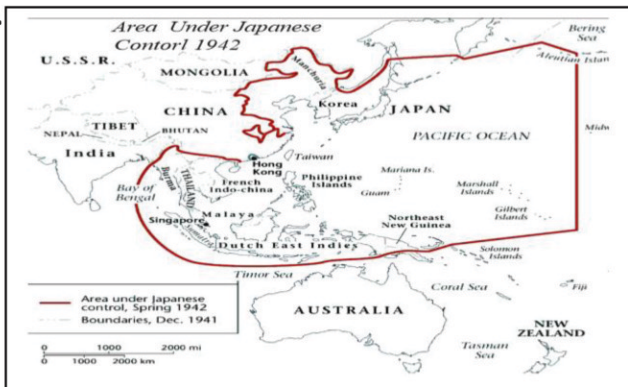 Area Under Japanese
Contorl 1942
Bering
Sea
Aleutian Islan
U.S.S.R.
MONGOLIA
Manchuria
Korea
JAPAN
CHINA
TIBET
NEPAL
BHUTAN
India
PACIFIC OCEAN
Midw
Taiwan
Hong
Kong
Burma
THAILAND
French
Indo-china
Philippine
Islands
Mariana Is.
Guam
Marshall
Islands
Bay of
Bengal
Gilbert
Islands
Malaya
Singapore
Sumatra
Northeast
New Guinea
Dutch East Indies
Solomon
Islands
Timor Sea
Coral Sea
Fiji
AUSTRALIA
NEW
ZEALAND
Tasman
Sea
Area under Japanese
control, Spring 1942
Boundaries, Dec. 1941
0 1000 2000 mi
0 1000 2000 km